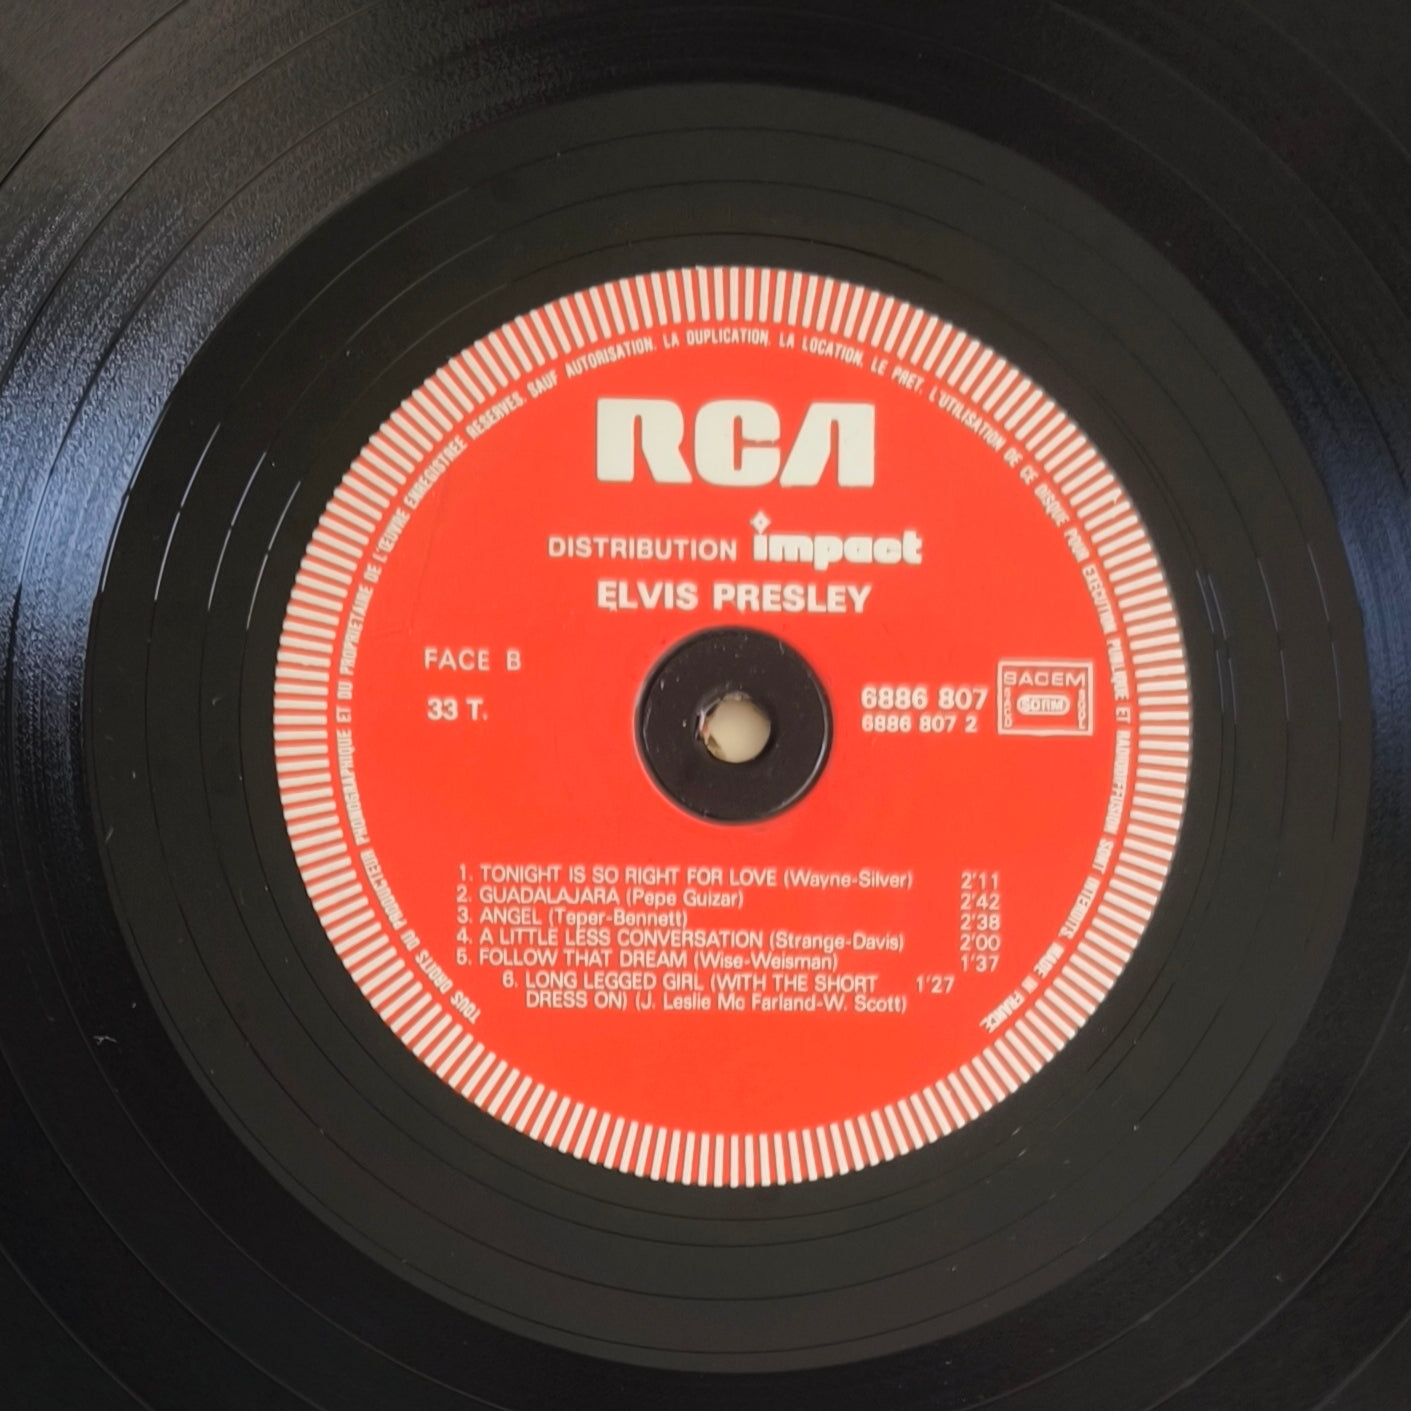 TOUS DROITS DU PRODUCTEUR PHONOGRAPHIQUE ET DU PROPRIETAIRE DE L'ŒUVRE ENREGISTREE RESERVES. SAUF AUTORISATION, LA DUPLICATION, LA LOCATION, LE PRET, L'UTILISATION DE CE DISQUE POUR EXECUTION PUBLIQUE ET RADIODIFFUSION SONT INTERDITS. MADE IN FRANCE
RCA
DISTRIBUTION impact
ELVIS PRESLEY
FACE B
33 T.
6886 807
6886 807 2
SACEM
SDRM
SACD
1. TONIGHT IS SO RIGHT FOR LOVE (Wayne-Silver) 2'11
2. GUADALAJARA (Pepe Guizar) 2'42
3. ANGEL (Teper-Bennett) 2'38
4. A LITTLE LESS CONVERSATION (Strange-Davis) 2'00
5. FOLLOW THAT DREAM (Wise-Weisman) 1'37
6. LONG LEGGED GIRL (WITH THE SHORT 1'27
DRESS ON) (J. Leslie Mc Farland-W. Scott)